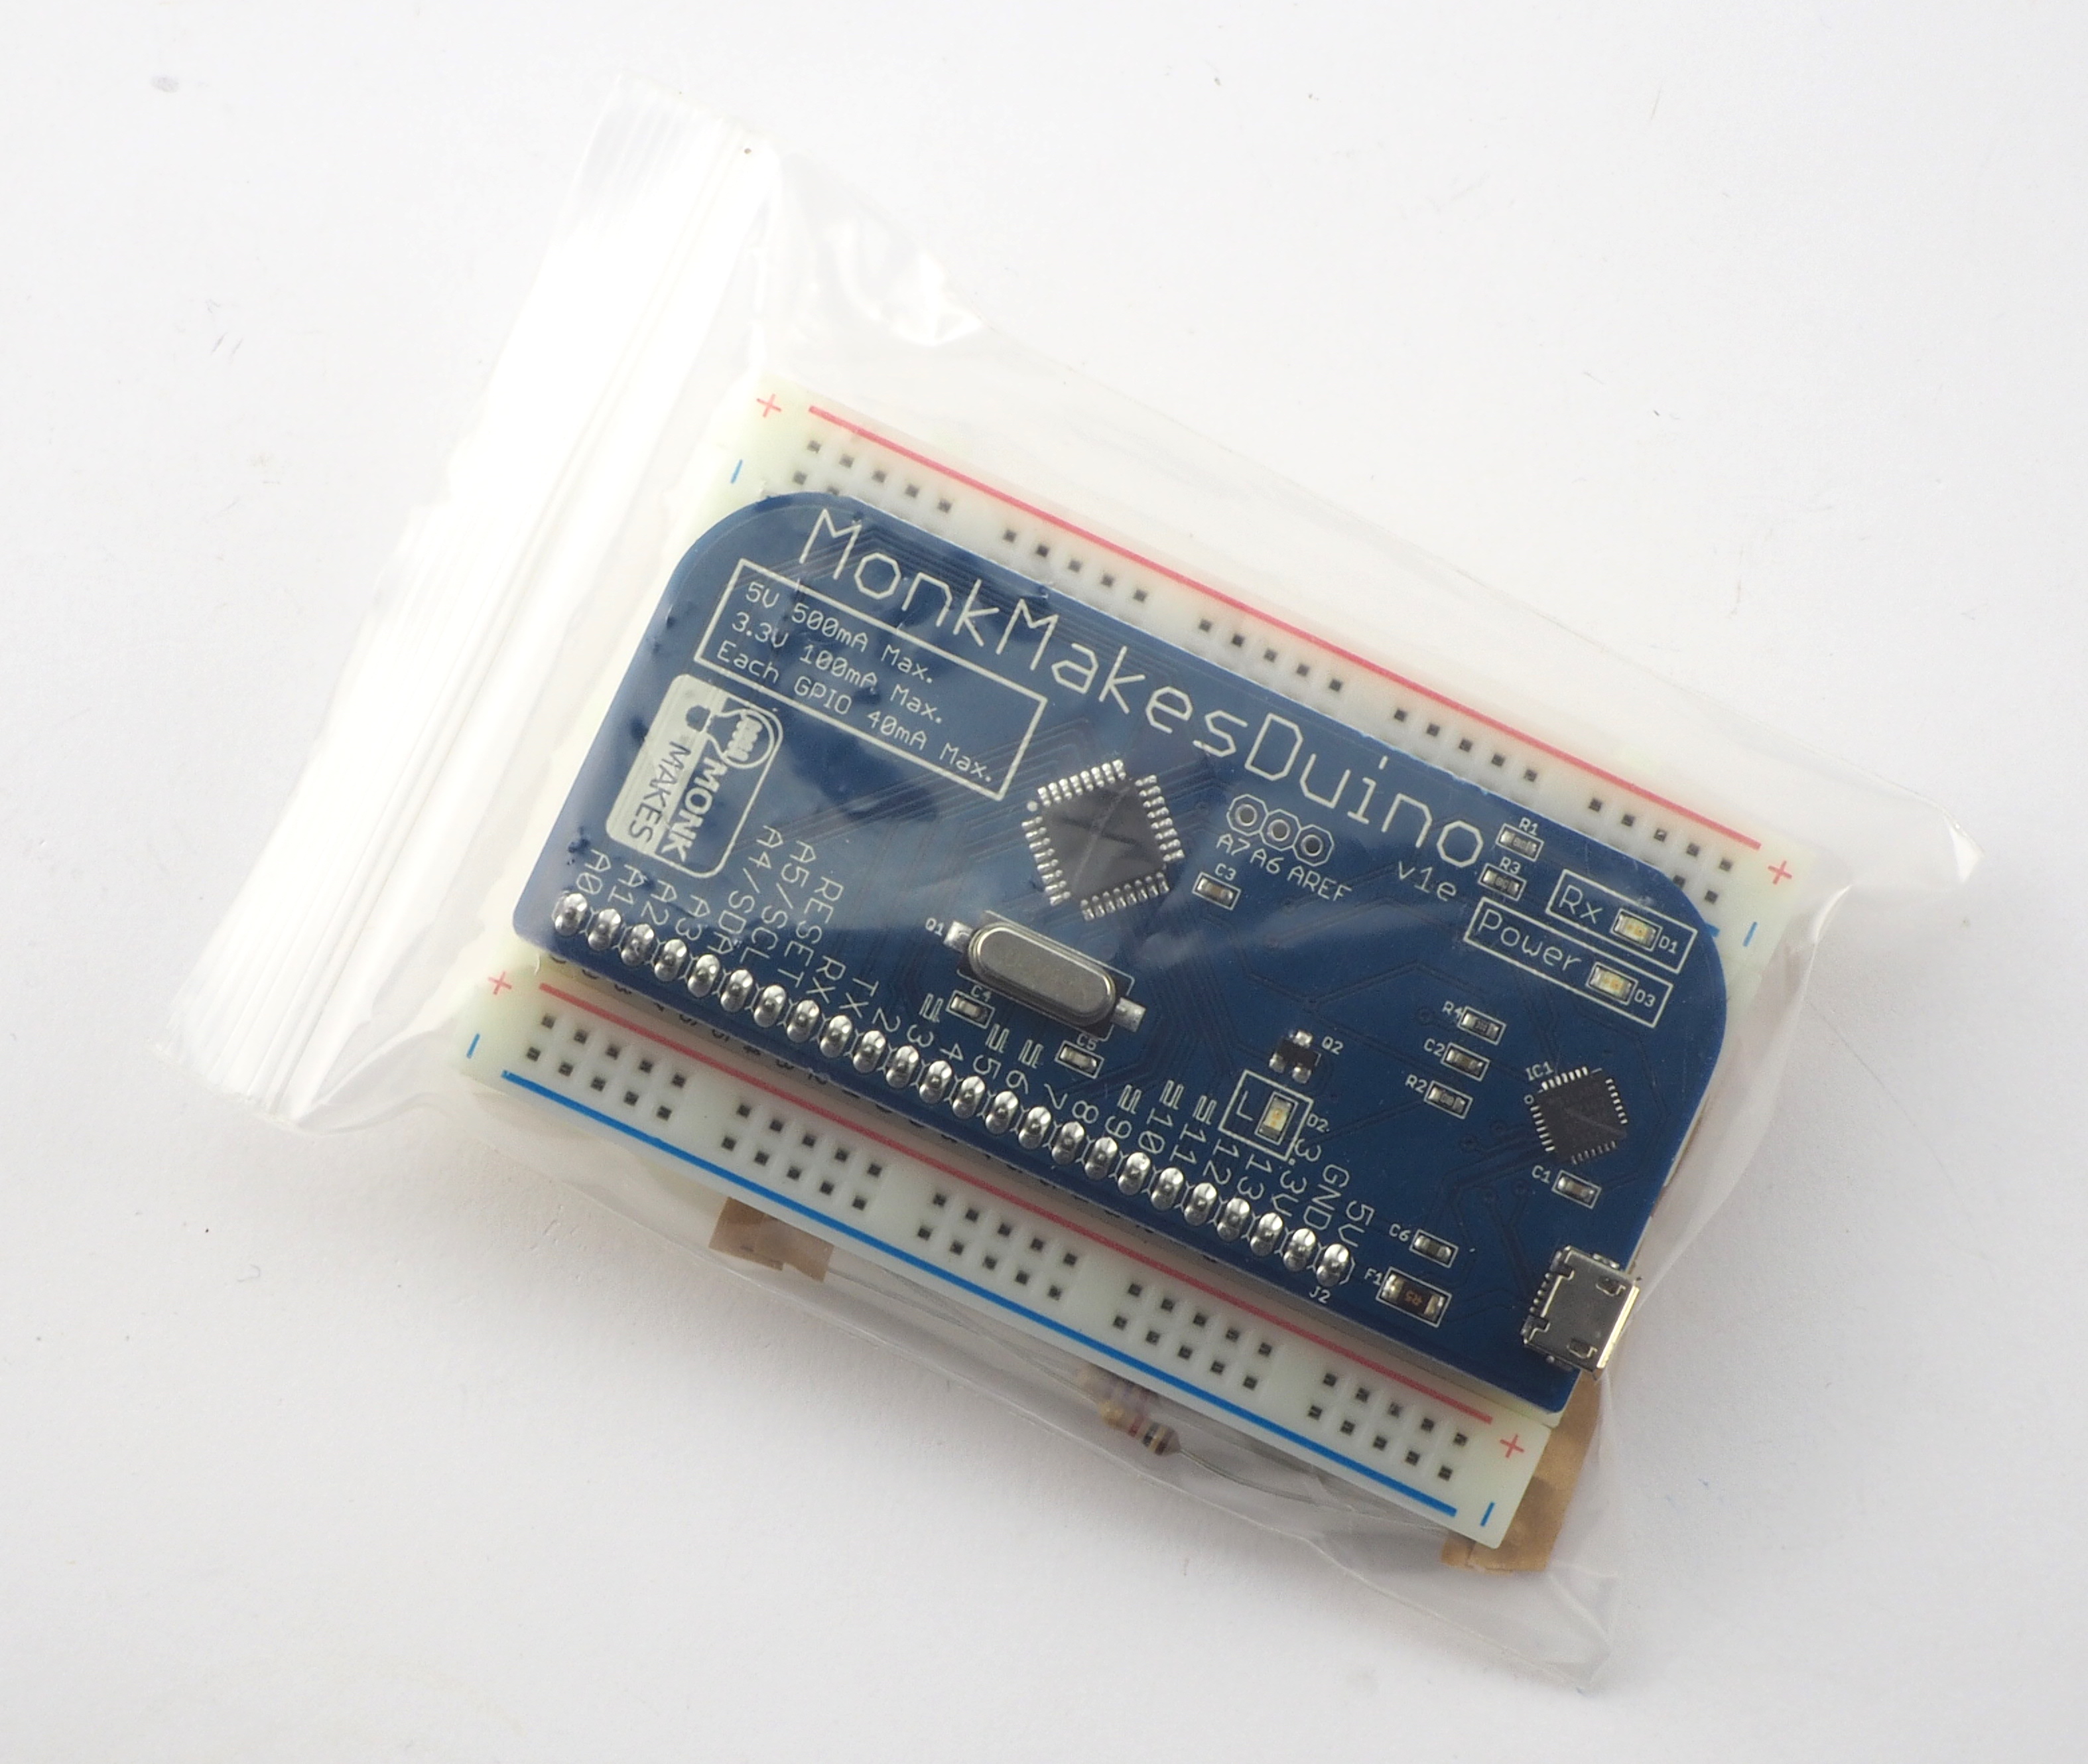 MonkMakesDuino
v1e
5V 500mA Max.
3.3V 100mA Max.
Each GPIO 40mA Max.
MONK
MAKES
A7 A6 AREF
R1
R3
Rx
D1
Power
D3
C3
Q1
C4
C5
R4
C2
R2
IC1
Q2
L
D2
C1
C6
F1
R5
J2
A0
A1
A2
A3
A4/SDA
A5/SCL
RESET
RX
TX
2
3
4
5
6
7
8
9
10
11
12
13
3.3V
GND
5V
+
+
+
+